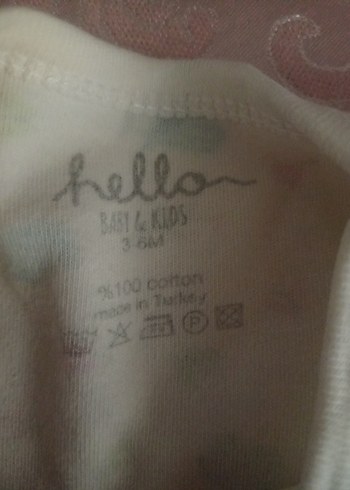 hello
BABY & KIDS
3-6M
%100 cotton
made in Turkey
P